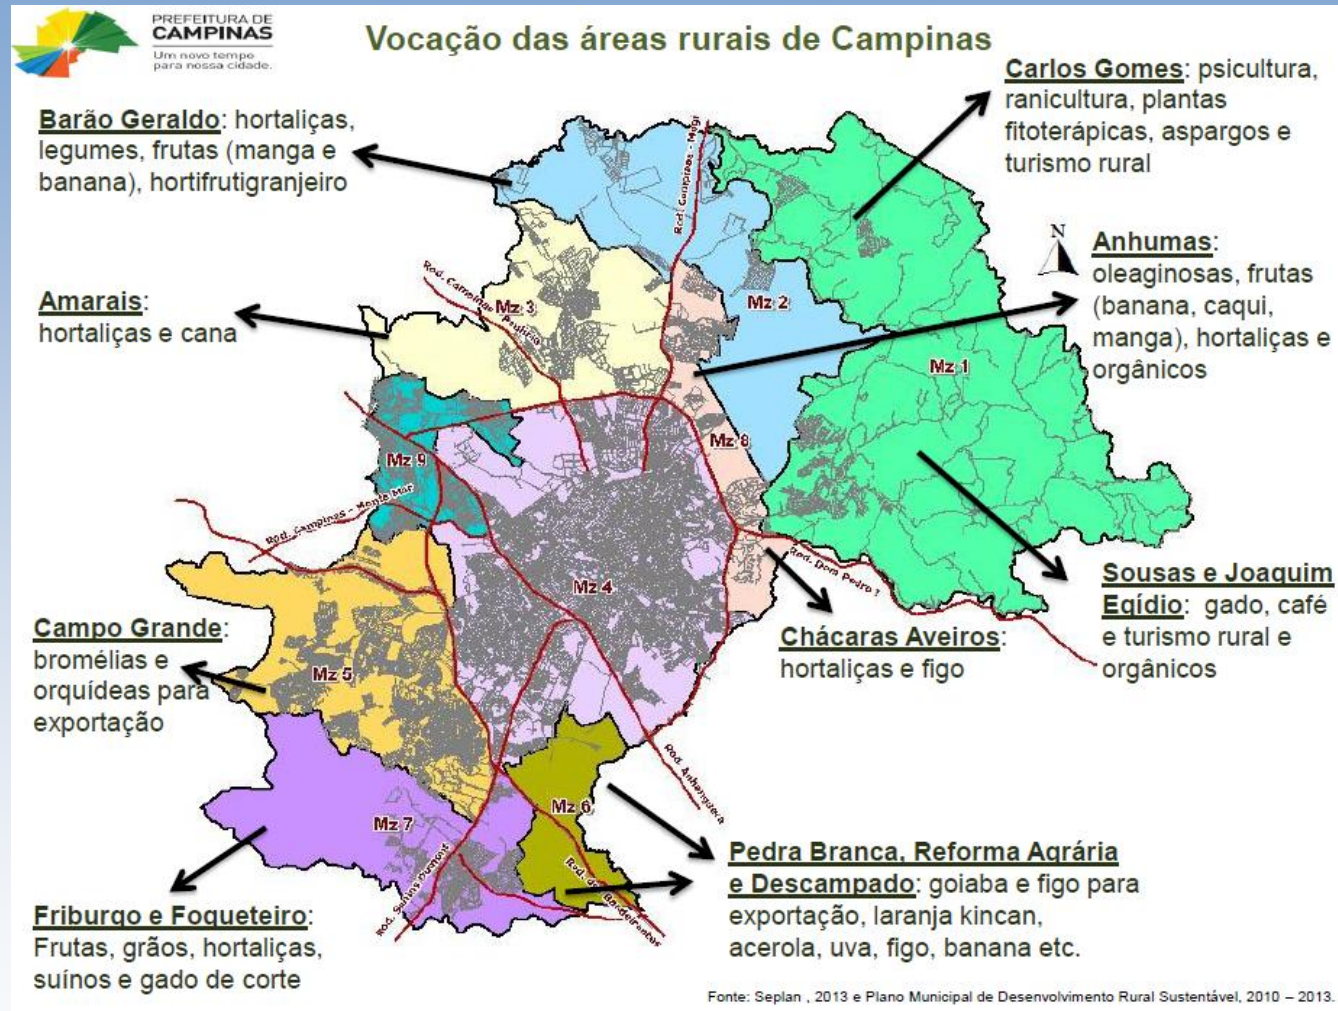 PREFEITURA DE
CAMPINAS
Um novo tempo
para nossa cidade.
Vocação das áreas rurais de Campinas
Carlos Gomes: psicultura,
ranicultura, plantas
fitoterápicas, aspargos e
turismo rural
Barão Geraldo: hortaliças,
legumes, frutas (manga e
banana), hortifrutigranjeiro
N
Anhumas:
oleaginosas, frutas
(banana, caqui,
manga), hortaliças e
orgânicos
Amarais:
hortaliças e cana
Rod. Campinas - Mogi
Rod. Campinas - Paulínia
Mz 3
Mz 2
Mz 1
Mz 8
Mz 9
Rod. Campinas - Monte Mor
Rod. Dom Pedro I
Mz 4
Sousas e Joaquim
Egídio: gado, café
e turismo rural e
orgânicos
Chácaras Aveiros:
hortaliças e figo
Campo Grande:
bromélias e
orquídeas para
exportação
Mz 5
Rod. Anhanguera
Mz 6
Mz 7
Rod. Santos Dumont
Rod. dos Bandeirantes
Pedra Branca, Reforma Agrária
e Descampado: goiaba e figo para
exportação, laranja kincan,
acerola, uva, figo, banana etc.
Friburgo e Foqueteiro:
Frutas, grãos, hortaliças,
suínos e gado de corte
Fonte: Seplan , 2013 e Plano Municipal de Desenvolvimento Rural Sustentável, 2010 – 2013.